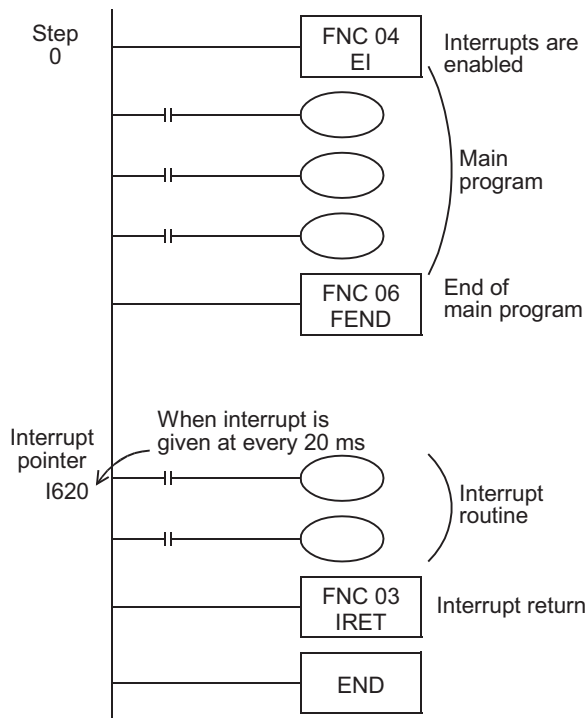 Step
0
FNC 04
EI
Interrupts are
enabled
Main
program
FNC 06
FEND
End of
main program
When interrupt is
given at every 20 ms
Interrupt
pointer
I620
Interrupt
routine
FNC 03
IRET
Interrupt return
END